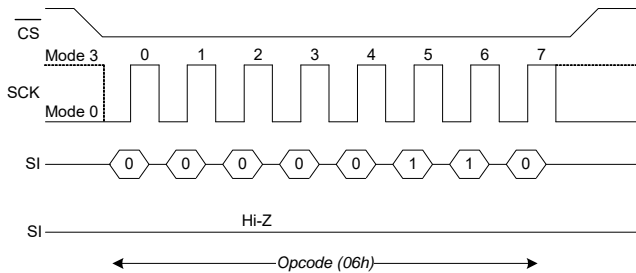 CS
Mode 3 0 1 2 3 4 5 6 7
SCK
Mode 0
SI 0 0 0 0 0 1 1 0
Hi-Z
SI
Opcode (06h)